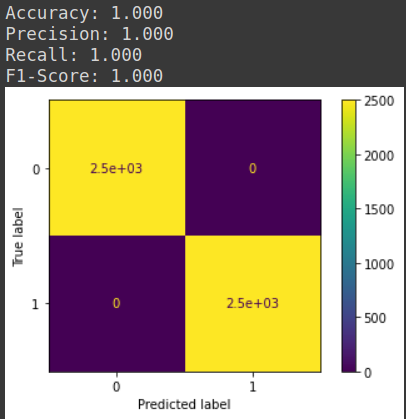 Accuracy: 1.000
Precision: 1.000
Recall: 1.000
F1-Score: 1.000
2500
0
2.5e+03
0
2000
1500
True label
1000
1
0
2.5e+03
500
0
0
1
Predicted label